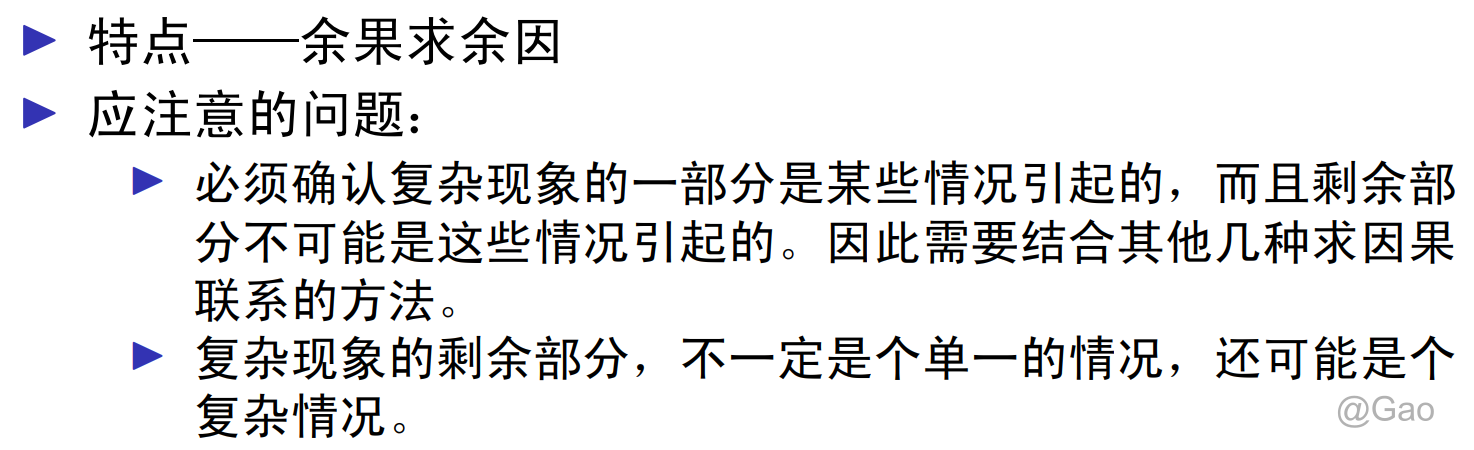 特点——余果求余因
应注意的问题：
必须确认复杂现象的一部分是某些情况引起的，而且剩余部
分不可能是这些情况引起的。因此需要结合其他几种求因果
联系的方法。
复杂现象的剩余部分，不一定是个单一的情况，还可能是个
复杂情况。
@Gao